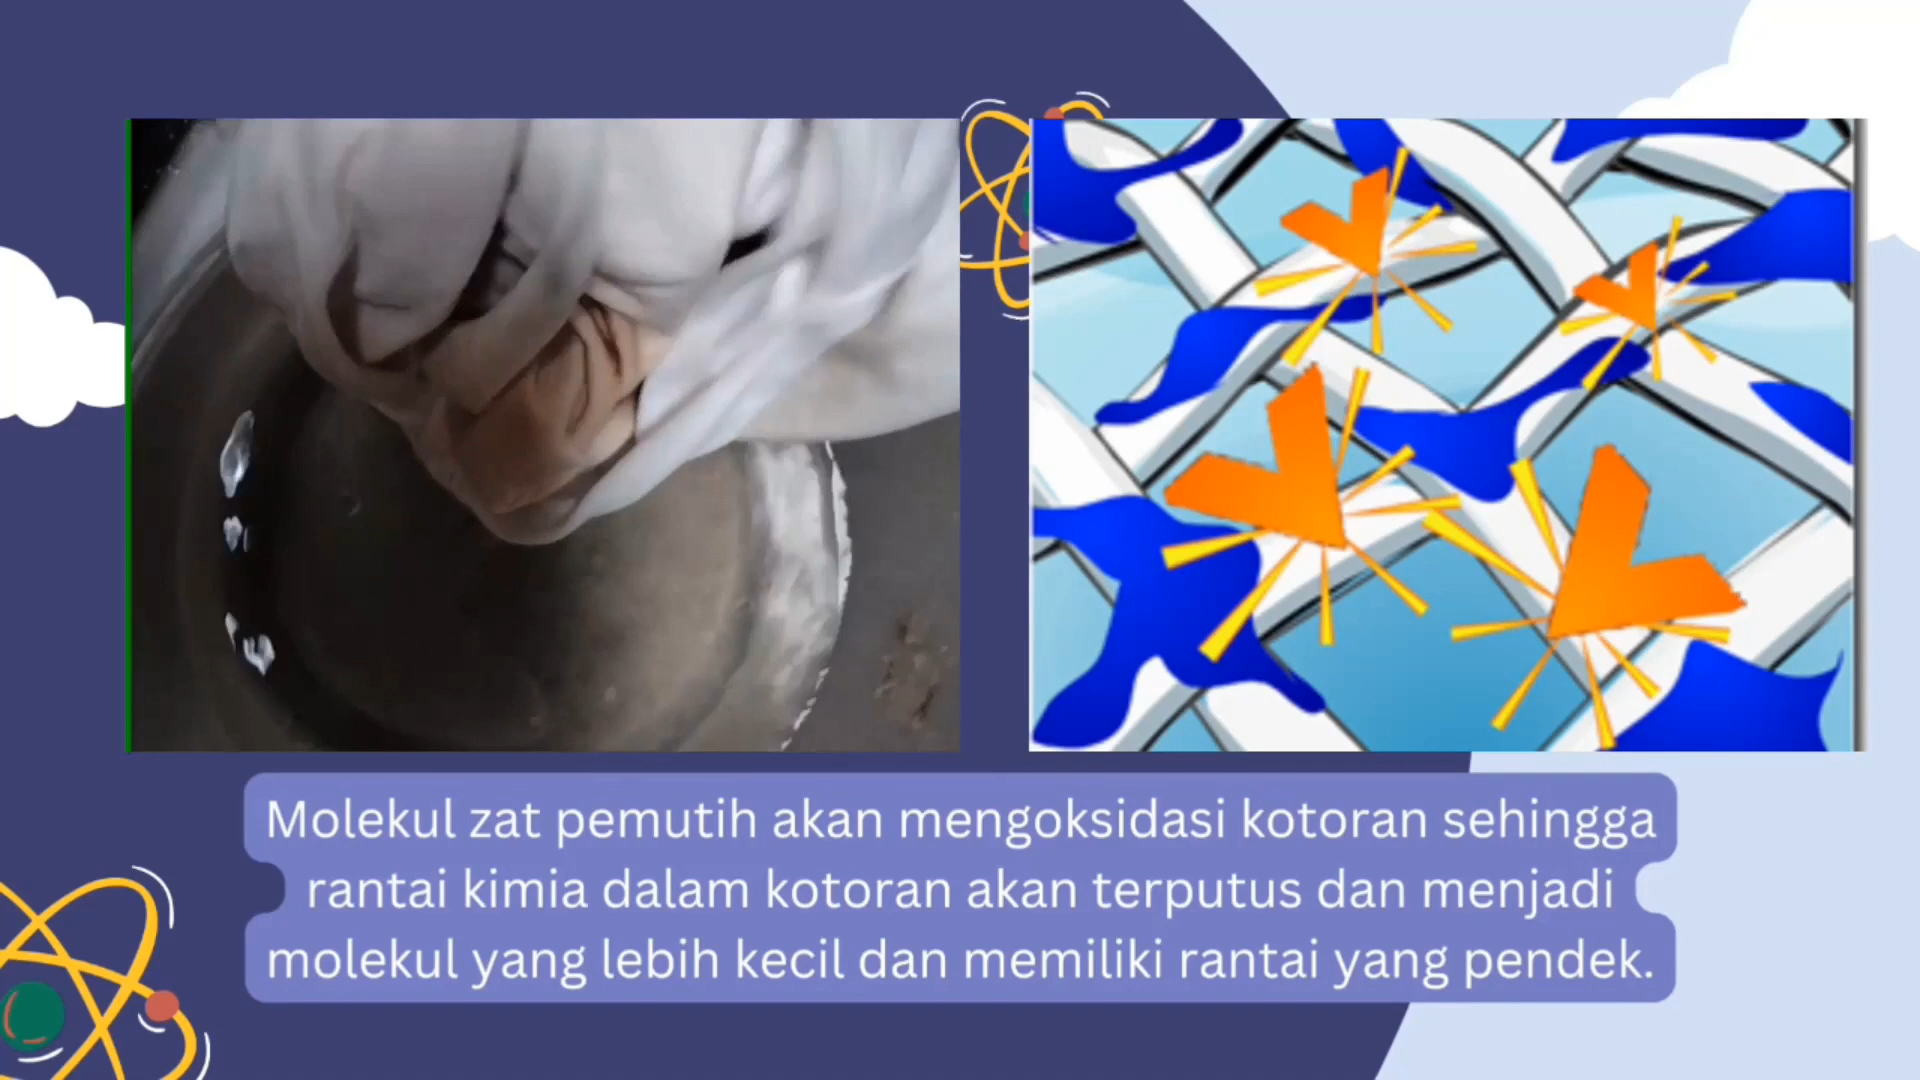 Molekul zat pemutih akan mengoksidasi kotoran sehingga
rantai kimia dalam kotoran akan terputus dan menjadi
molekul yang lebih kecil dan memiliki rantai yang pendek.